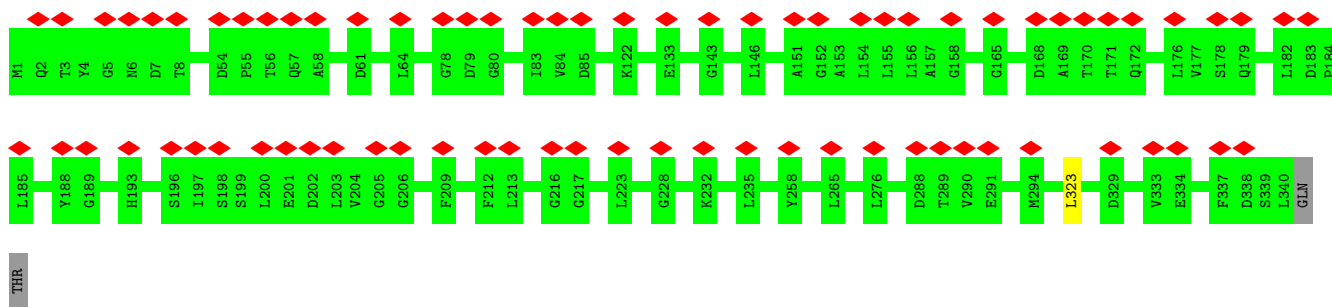 M1 Q2 T3 Y4 G5 N6 D7 T8 D54 P55 T56 Q57 A58 D61 L64 G78 D79 G80 I83 V84 D85 K122 E133 G143 L146 A151 G152 A153 L154 L155 L156 A157 G158 G165 D168 A169 T170 T171 Q172 L176 V177 S178 Q179 L182 D183 P184
L185 Y188 G189 H193 S196 I197 S198 S199 L200 E201 D202 L203 V204 G205 G206 F209 F212 L213 G216 G217 L223 G228 K232 L235 Y258 L265 L276 D288 T289 V290 E291 M294 L323 D329 V333 E334 F337 D338 S339 L340 GLN
THR